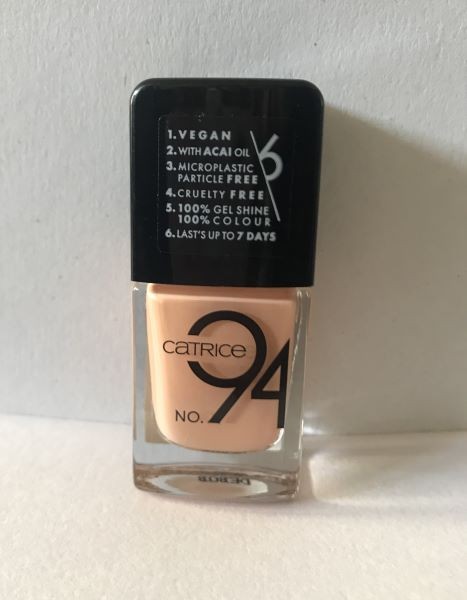 1. VEGAN
2. WITH ACAI OIL
3. MICROPLASTIC
PARTICLE FREE
4. CRUELTY FREE
5. 100% GEL SHINE
100% COLOUR
6. LAST'S UP TO 7 DAYS
6
CATRICE
NO. 94